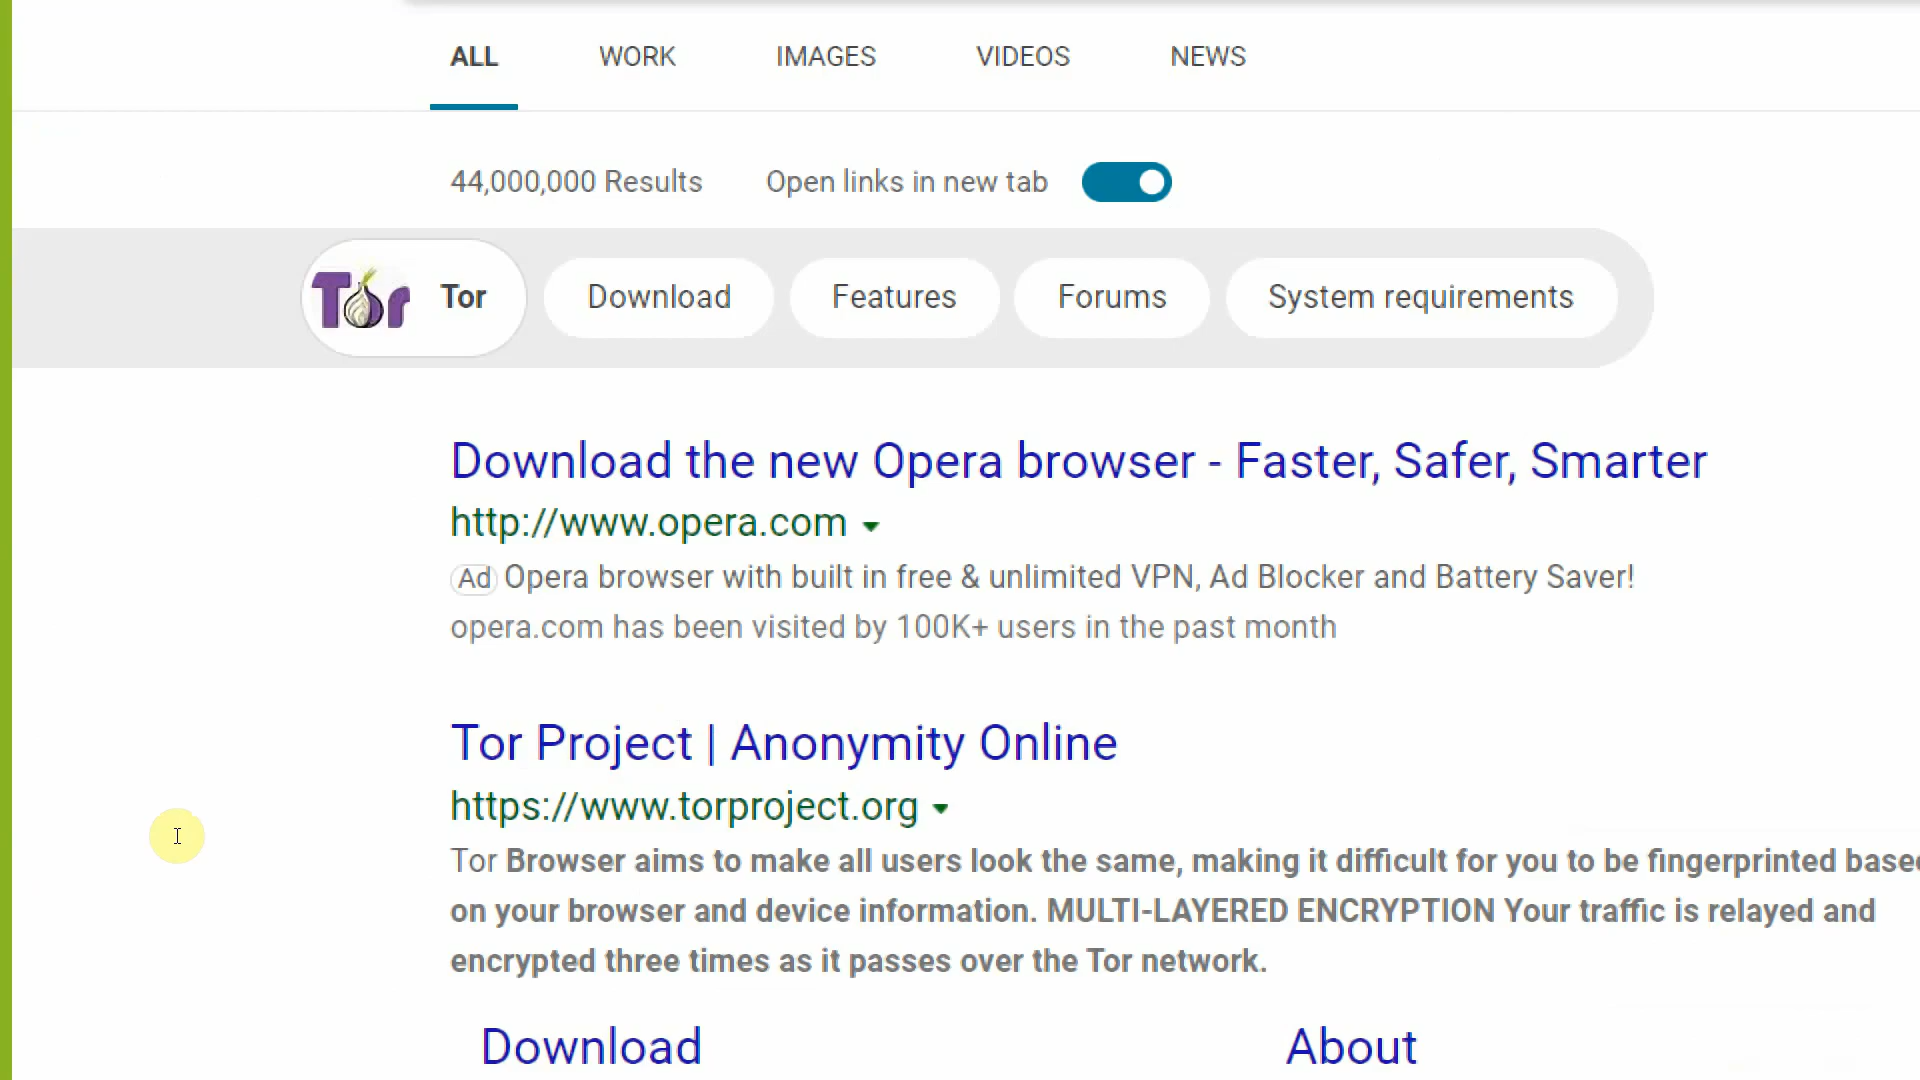 ALL WORK IMAGES VIDEOS NEWS
44,000,000 Results Open links in new tab
Tor Tor Download Features Forums System requirements
Download the new Opera browser - Faster, Safer, Smarter
http://www.opera.com
Ad Opera browser with built in free & unlimited VPN, Ad Blocker and Battery Saver!
opera.com has been visited by 100K+ users in the past month
Tor Project | Anonymity Online
https://www.torproject.org
Tor Browser aims to make all users look the same, making it difficult for you to be fingerprinted based
on your browser and device information. MULTI-LAYERED ENCRYPTION Your traffic is relayed and
encrypted three times as it passes over the Tor network.
Download About